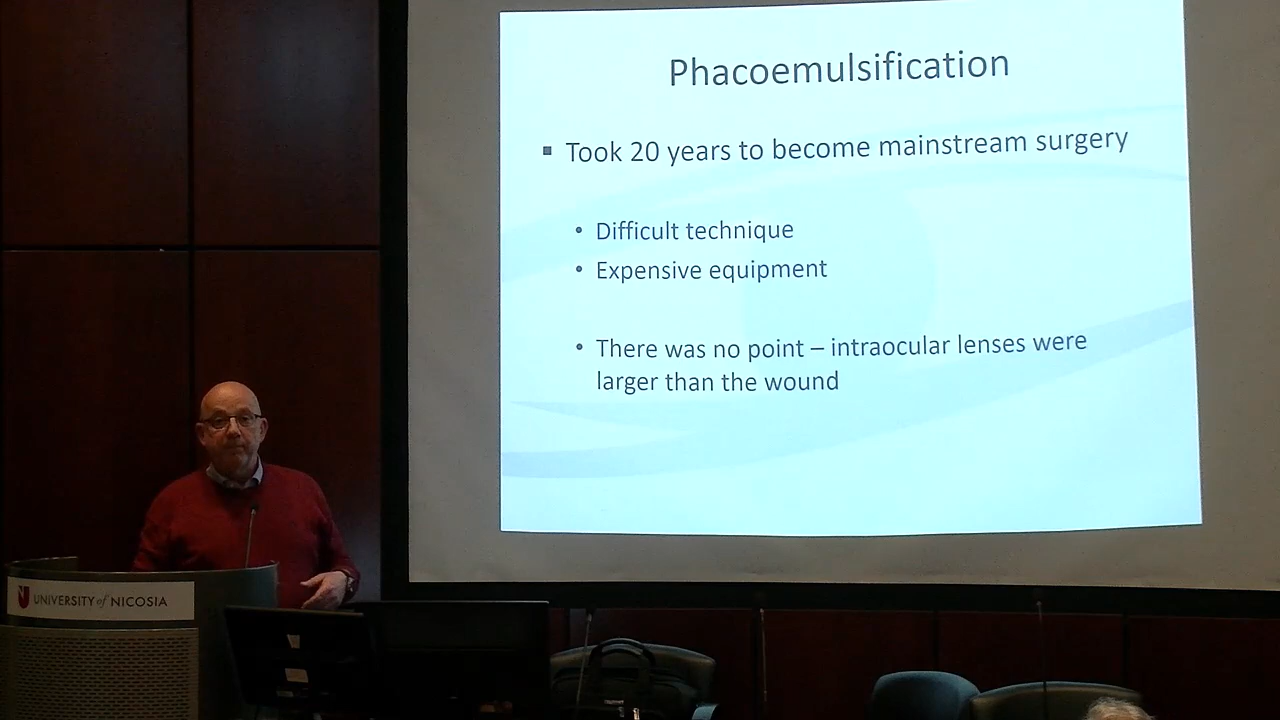 Phacoemulsification
▪ Took 20 years to become mainstream surgery
• Difficult technique
• Expensive equipment
• There was no point – intraocular lenses were
larger than the wound
UNIVERSITY of NICOSIA